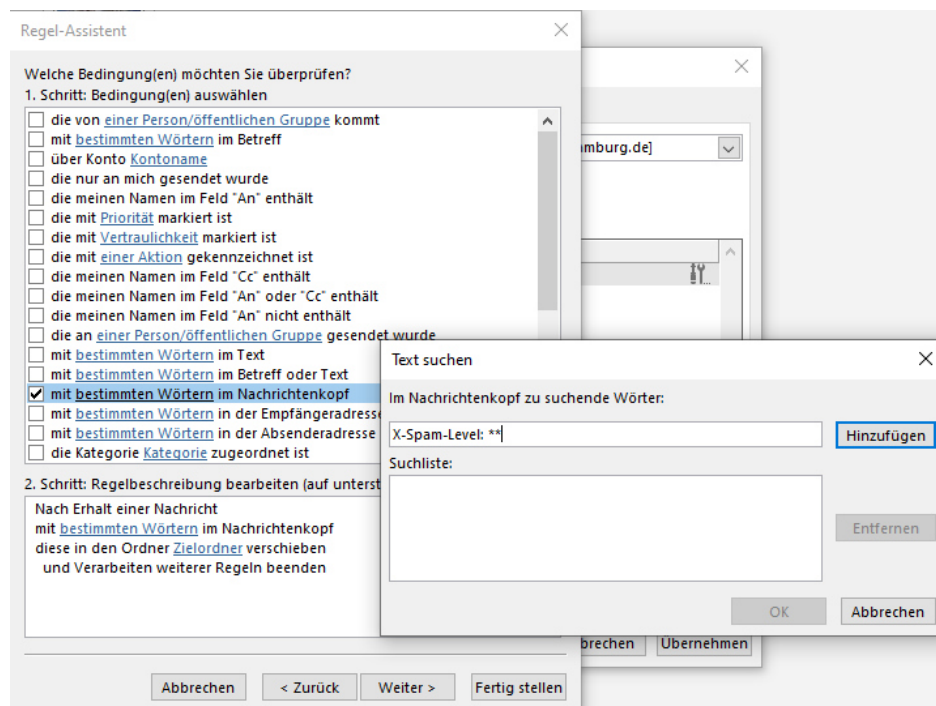 Regel-Assistent
Welche Bedingung(en) möchten Sie überprüfen?
1. Schritt: Bedingung(en) auswählen
die von einer Person/öffentlichen Gruppe kommt
mit bestimmten Wörtern im Betreff
über Konto Kontoname
die nur an mich gesendet wurde
die meinen Namen im Feld "An" enthält
die mit Priorität markiert ist
die mit Vertraulichkeit markiert ist
die mit einer Aktion gekennzeichnet ist
die meinen Namen im Feld "Cc" enthält
die meinen Namen im Feld "An" oder "Cc" enthält
die meinen Namen im Feld "An" nicht enthält
die an einer Person/öffentlichen Gruppe gesendet wurde
mit bestimmten Wörtern im Text
mit bestimmten Wörtern im Betreff oder Text
mit bestimmten Wörtern im Nachrichtenkopf
mit bestimmten Wörtern in der Empfängeradresse
mit bestimmten Wörtern in der Absenderadresse
die Kategorie Kategorie zugeordnet ist
2. Schritt: Regelbeschreibung bearbeiten (auf unterst
Nach Erhalt einer Nachricht
mit bestimmten Wörtern im Nachrichtenkopf
diese in den Ordner Zielordner verschieben
und Verarbeiten weiterer Regeln beenden
Abbrechen
< Zurück
Weiter >
Fertig stellen
mburg.de]
Text suchen
Im Nachrichtenkopf zu suchende Wörter:
X-Spam-Level: **
Hinzufügen
Suchliste:
Entfernen
OK
Abbrechen
brechen
Übernehmen